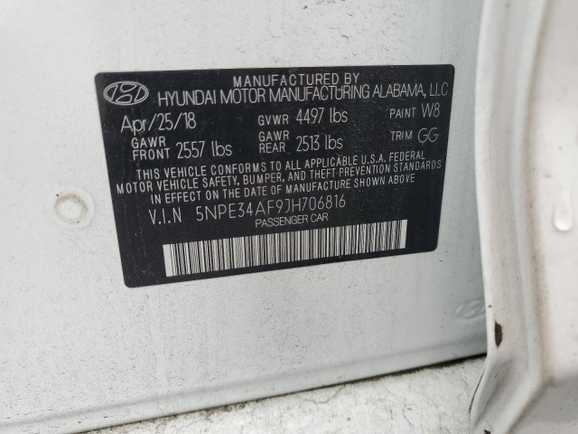 MANUFACTURED BY
HYUNDAI MOTOR MANUFACTURING ALABAMA, LLC
Apr/25/18 GVWR 4497 lbs PAINT W8
GAWR FRONT 2557 lbs GAWR REAR 2513 lbs TRIM GG
THIS VEHICLE CONFORMS TO ALL APPLICABLE U.S.A. FEDERAL
MOTOR VEHICLE SAFETY, BUMPER, AND THEFT PREVENTION STANDARDS
IN EFFECT ON THE DATE OF MANUFACTURE SHOWN ABOVE.
V.I.N 5NPE34AF9JH706816
PASSENGER CAR